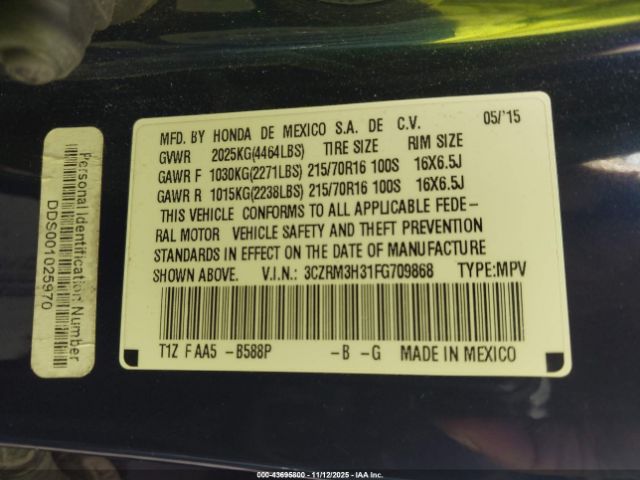 MFD. BY HONDA DE MEXICO S.A. DE C.V. 05/'15
GVWR 2025KG(4464LBS) TIRE SIZE RIM SIZE
GAWR F 1030KG(2271LBS) 215/70R16 100S 16X6.5J
GAWR R 1015KG(2238LBS) 215/70R16 100S 16X6.5J
THIS VEHICLE CONFORMS TO ALL APPLICABLE FEDE-
RAL MOTOR VEHICLE SAFETY AND THEFT PREVENTION
STANDARDS IN EFFECT ON THE DATE OF MANUFACTURE
SHOWN ABOVE. V.I.N.: 3CZRM3H31FG709868 TYPE:MPV
T1Z F AA5 -B588P -B -G MADE IN MEXICO
Personal Identification Number
DDS001025970
000-43695800 - 11/12/2025 - IAA Inc.